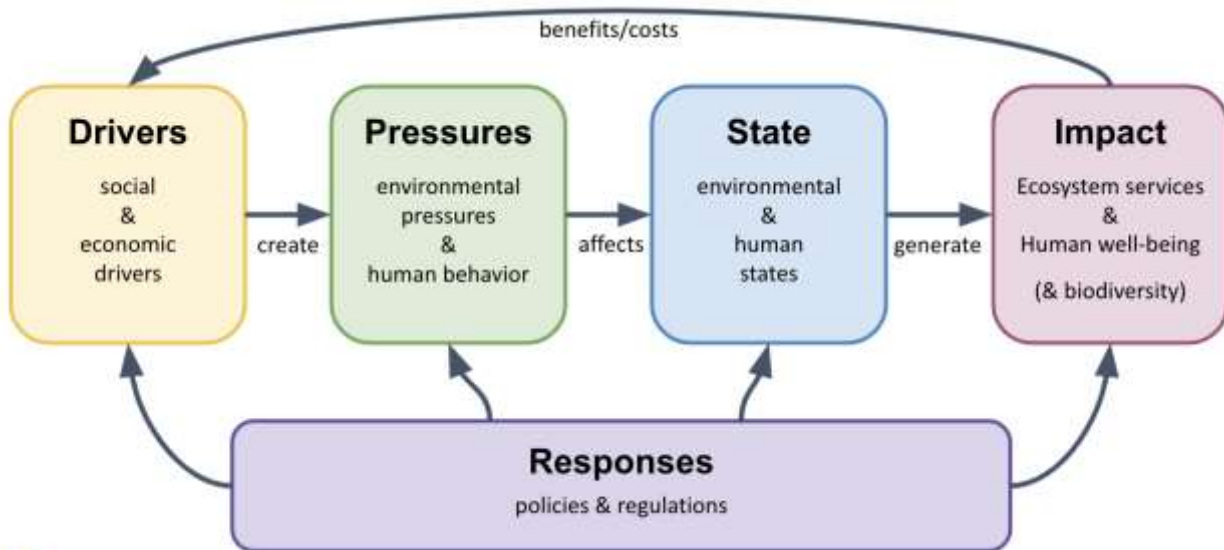 benefits/costs
Drivers
social
&
economic
drivers
create
Pressures
environmental
pressures
&
human behavior
affects
State
environmental
&
human
states
generate
Impact
Ecosystem services
&
Human well-being
(& biodiversity)
Responses
policies & regulations